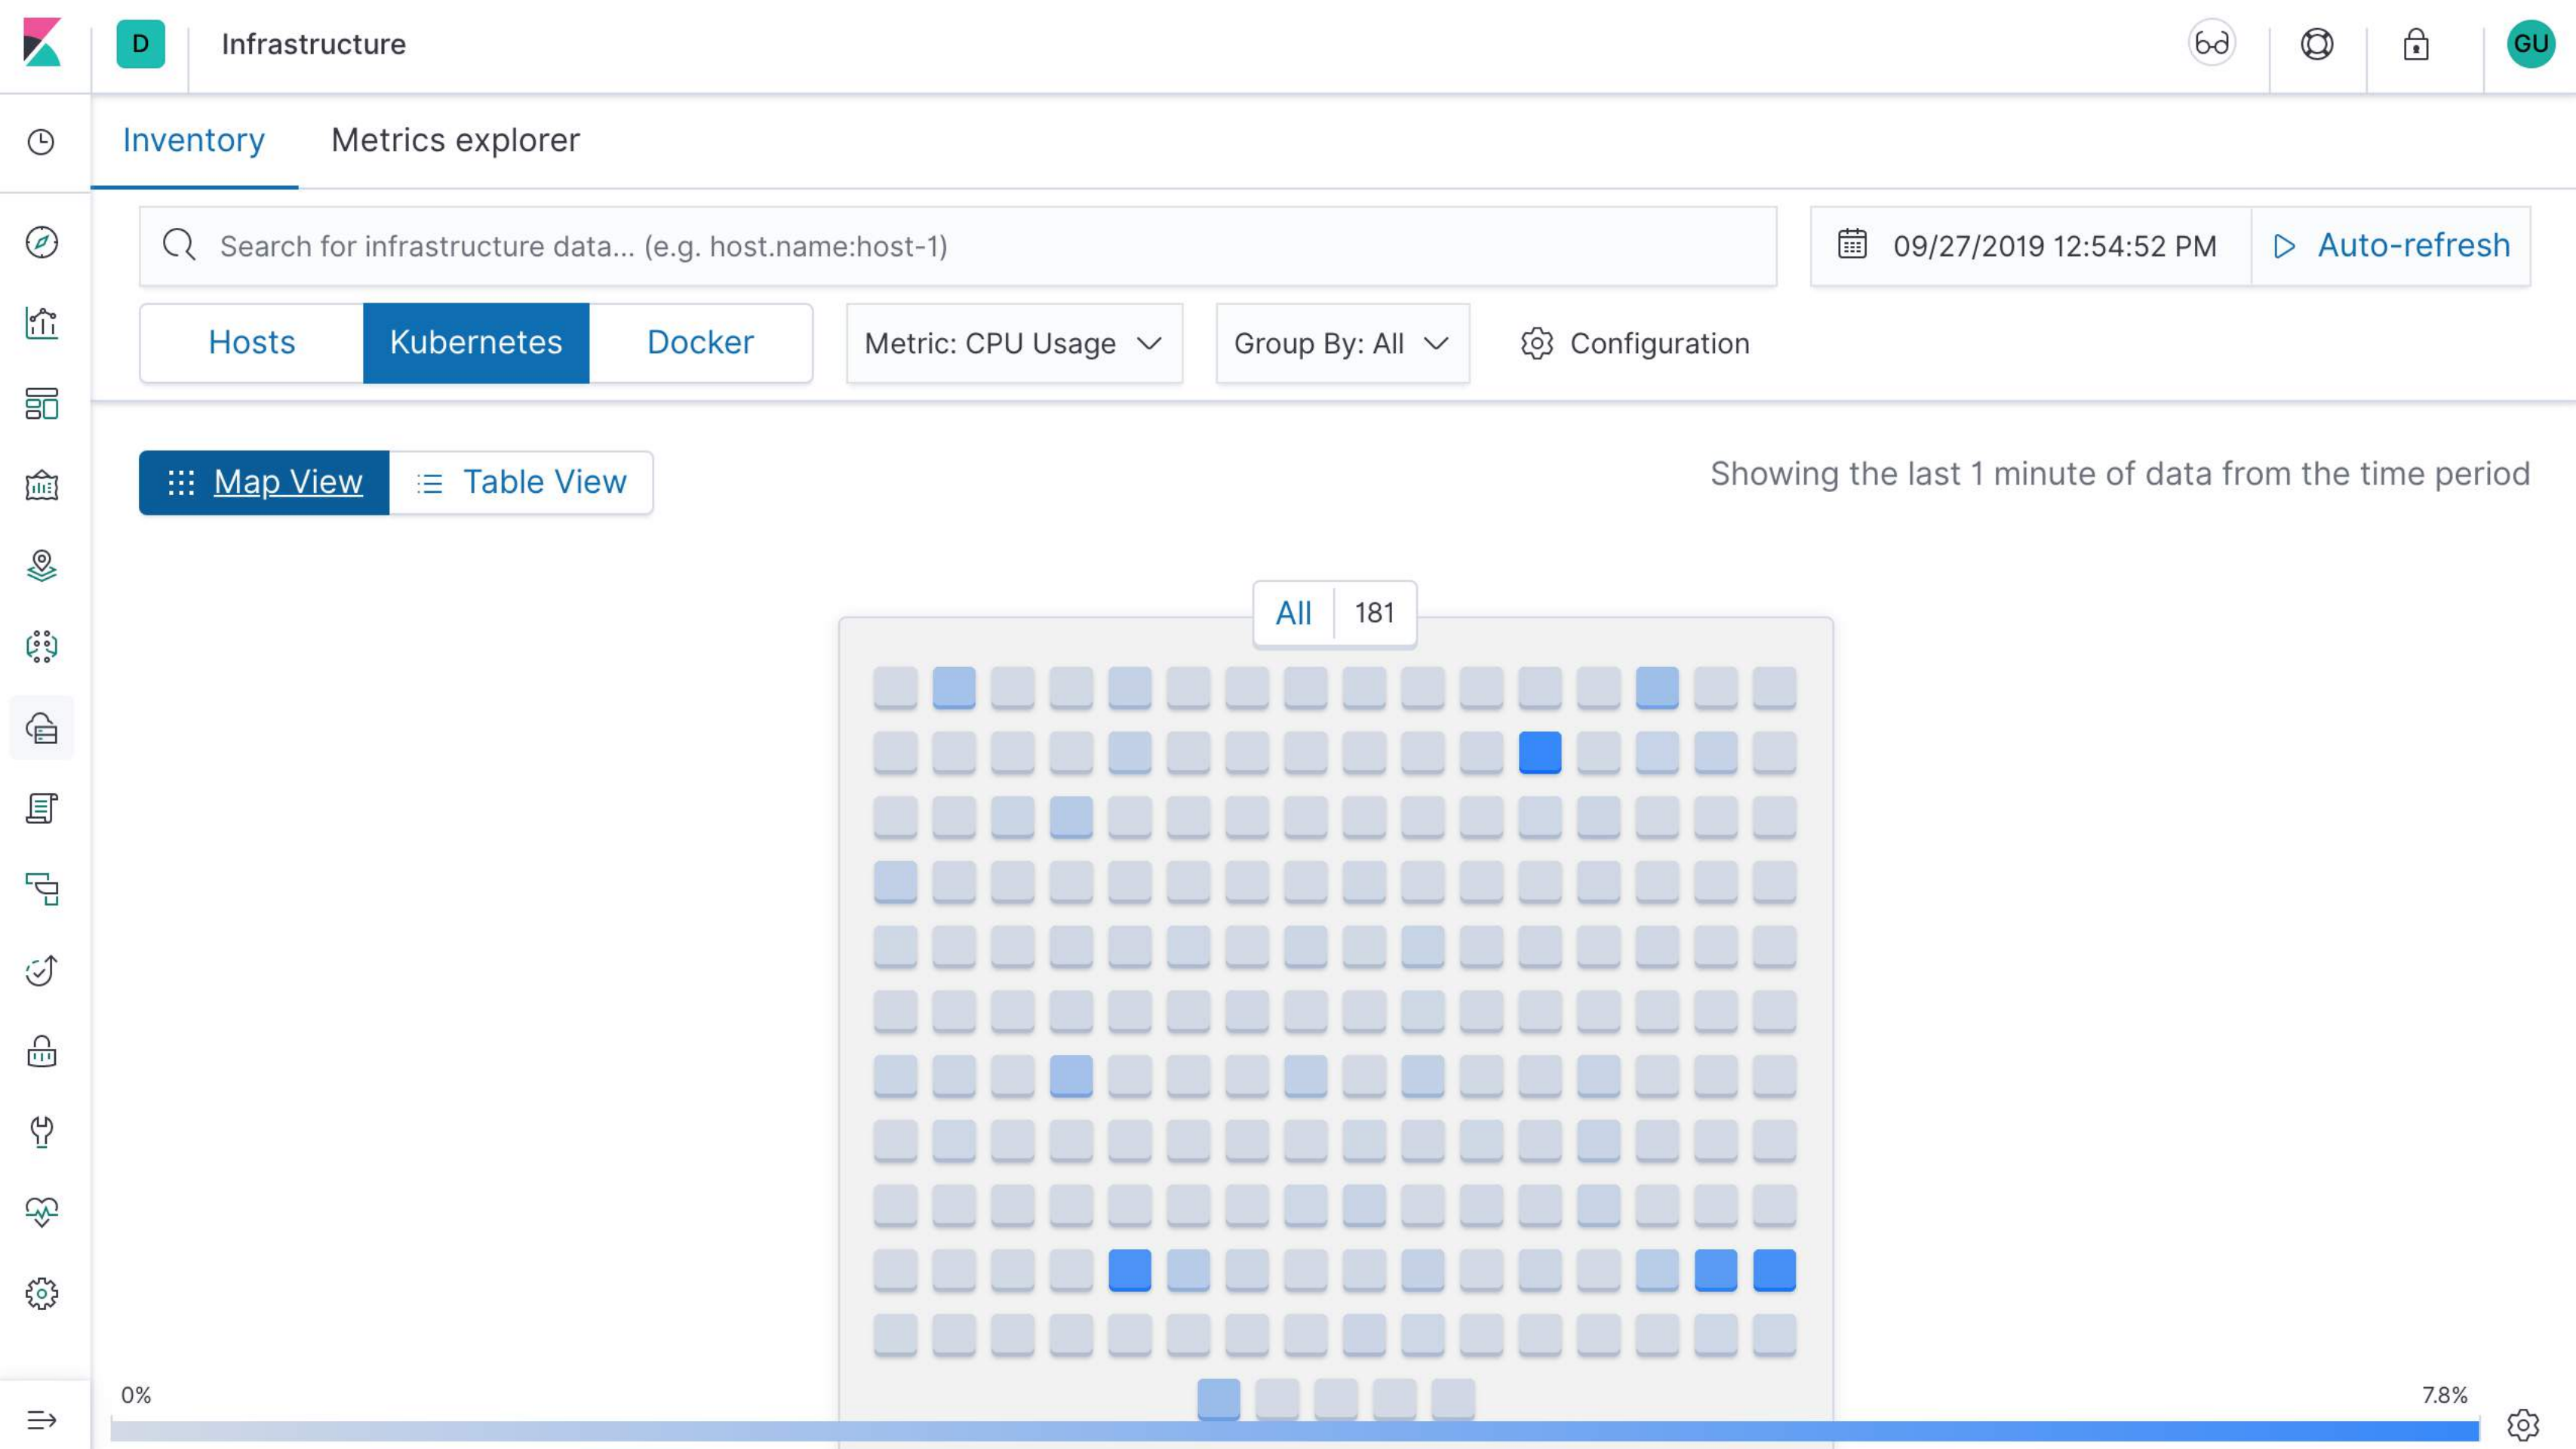 D Infrastructure GU
Inventory Metrics explorer
Search for infrastructure data... (e.g. host.name:host-1) 09/27/2019 12:54:52 PM Auto-refresh
Hosts Kubernetes Docker Metric: CPU Usage Group By: All Configuration
Map View Table View Showing the last 1 minute of data from the time period
All 181
0% 7.8%